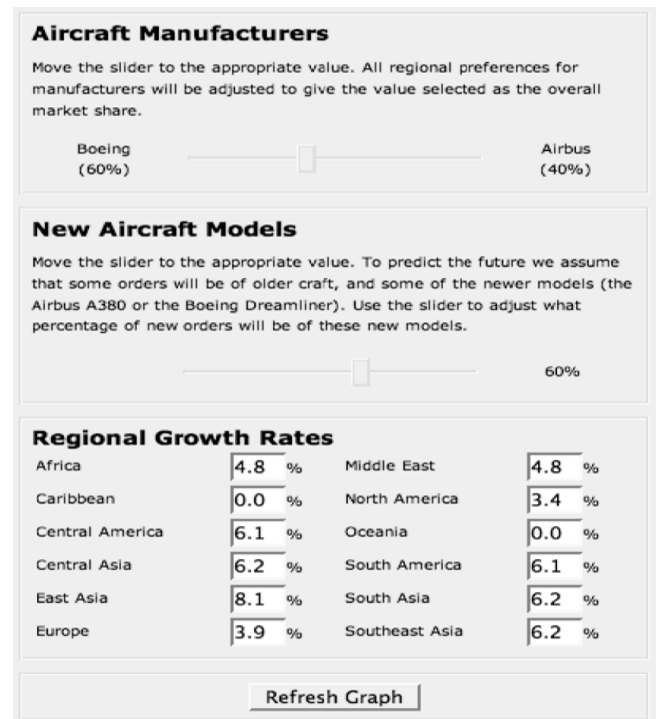 Aircraft Manufacturers
Move the slider to the appropriate value. All regional preferences for
manufacturers will be adjusted to give the value selected as the overall
market share.
Boeing Airbus
(60%) (40%)
New Aircraft Models
Move the slider to the appropriate value. To predict the future we assume
that some orders will be of older craft, and some of the newer models (the
Airbus A380 or the Boeing Dreamliner). Use the slider to adjust what
percentage of new orders will be of these new models.
60%
Regional Growth Rates
Africa 4.8 % Middle East 4.8 %
Caribbean 0.0 % North America 3.4 %
Central America 6.1 % Oceania 0.0 %
Central Asia 6.2 % South America 6.1 %
East Asia 8.1 % South Asia 6.2 %
Europe 3.9 % Southeast Asia 6.2 %
Refresh Graph